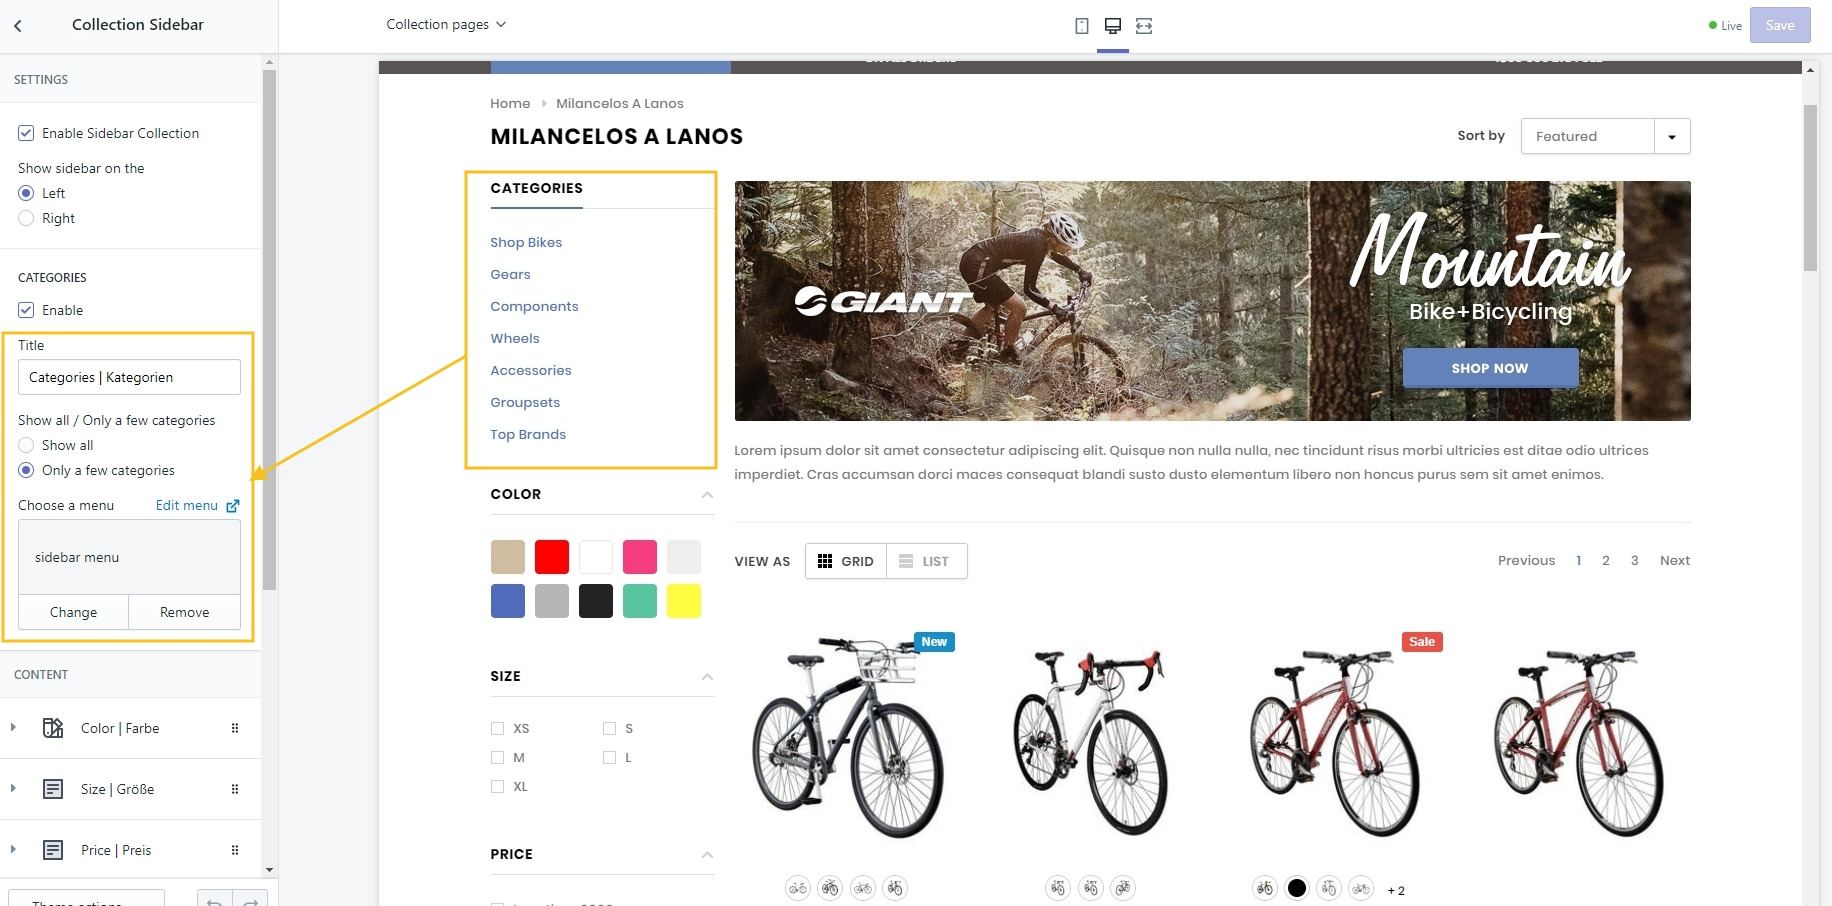 Collection Sidebar
Collection pages
Live
Save
SETTINGS
Enable Sidebar Collection
Show sidebar on the
Left
Right
CATEGORIES
Enable
Title
Categories | Kategorien
Show all / Only a few categories
Show all
Only a few categories
Choose a menu
Edit menu
sidebar menu
Change
Remove
CONTENT
Color | Farbe
Size | Größe
Price | Preis
Home
Milancelos A Lanos
MILANCELOS A LANOS
Sort by
Featured
CATEGORIES
Shop Bikes
Gears
Components
Wheels
Accessories
Groupsets
Top Brands
COLOR
SIZE
XS
S
M
L
XL
PRICE
GIANT
Mountain
Bike+Bicycling
SHOP NOW
Lorem ipsum dolor sit amet consectetur adipiscing elit. Quisque non nulla nulla, nec tincidunt risus morbi ultricies est ditae odio ultrices
imperdiet. Cras accumsan dorci maces consequat blandi susto dusto elementum libero non honcus purus sem sit amet enimos.
VIEW AS
GRID
LIST
Previous
1
2
3
Next
New
Sale
+ 2